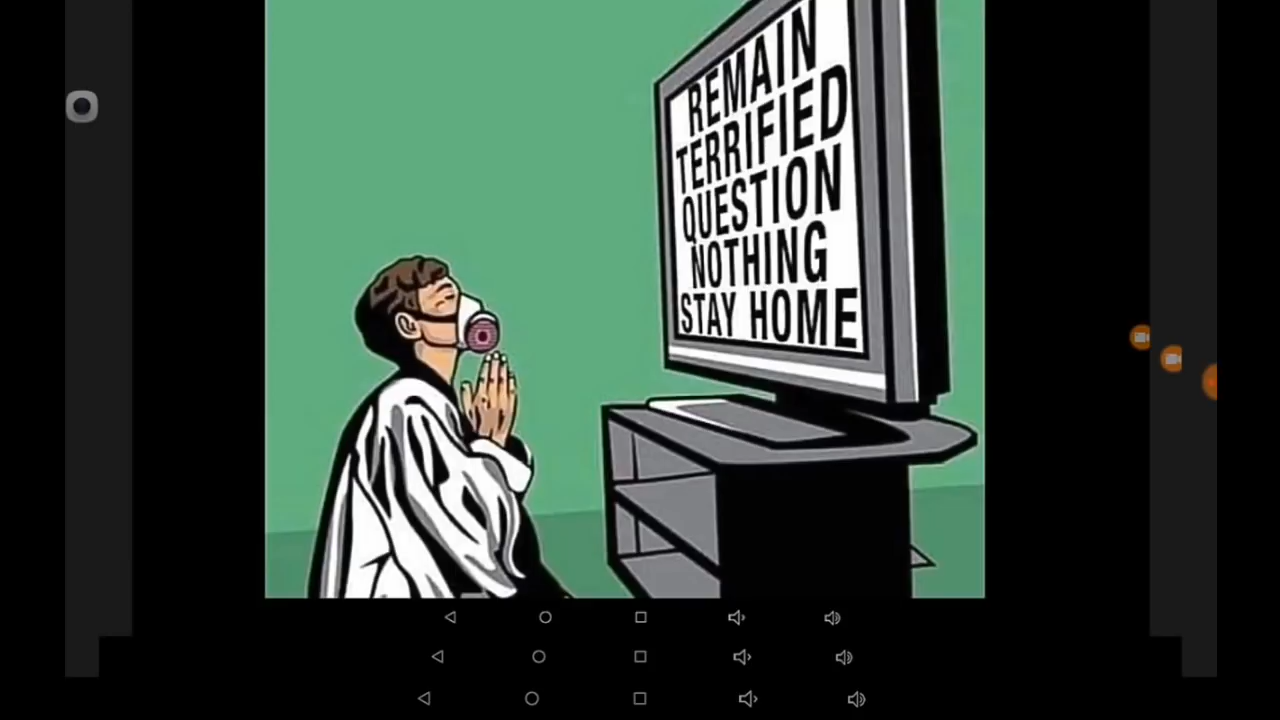 REMAIN
TERRIFIED
QUESTION
NOTHING
STAY HOME